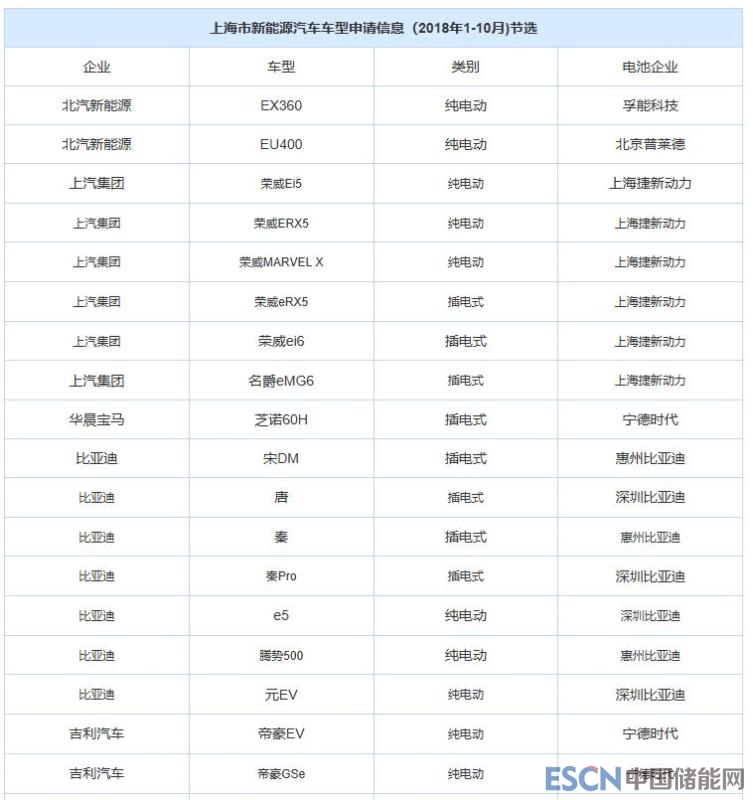 上海市新能源汽车车型申请信息（2018年1-10月)节选
企业 车型 类别 电池企业
北汽新能源 EX360 纯电动 孚能科技
北汽新能源 EU400 纯电动 北京普莱德
上汽集团 荣威Ei5 纯电动 上海捷新动力
上汽集团 荣威ERX5 纯电动 上海捷新动力
上汽集团 荣威MARVEL X 纯电动 上海捷新动力
上汽集团 荣威eRX5 插电式 上海捷新动力
上汽集团 荣威ei6 插电式 上海捷新动力
上汽集团 名爵eMG6 插电式 上海捷新动力
华晨宝马 芝诺60H 插电式 宁德时代
比亚迪 宋DM 插电式 惠州比亚迪
比亚迪 唐 插电式 深圳比亚迪
比亚迪 秦 插电式 惠州比亚迪
比亚迪 秦Pro 插电式 深圳比亚迪
比亚迪 e5 纯电动 深圳比亚迪
比亚迪 腾势500 纯电动 惠州比亚迪
比亚迪 元EV 纯电动 深圳比亚迪
吉利汽车 帝豪EV 纯电动 宁德时代
吉利汽车 帝豪GSe 纯电动 宁德时代
ESCN中国储能网